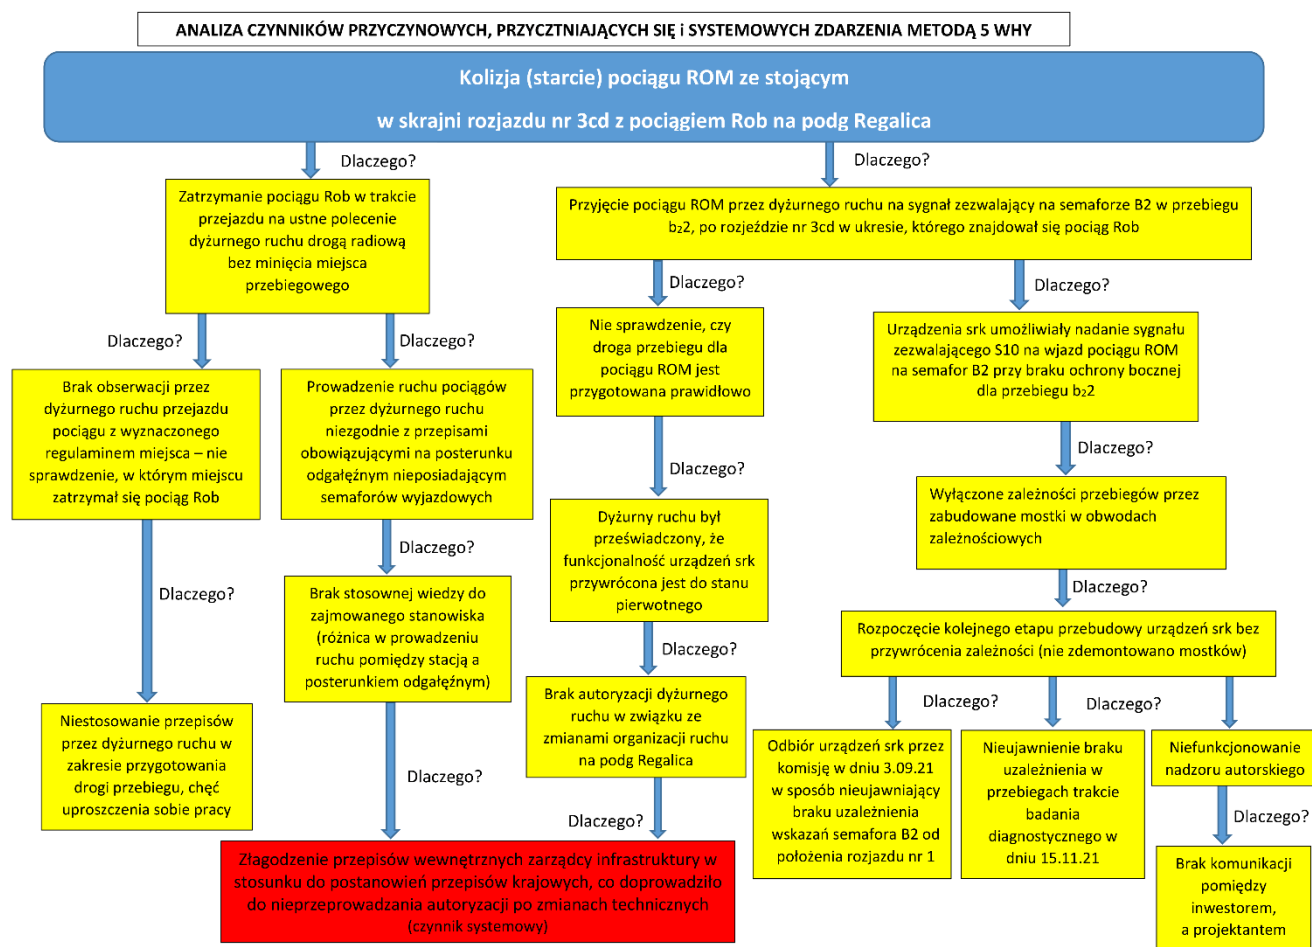 ANALIZA CZYNNIKÓW PRZYCZYNOWYCH, PRZYCZTNIAJĄCYCH SIĘ i SYSTEMOWYCH ZDARZENIA METODĄ 5 WHY
Kolizja (starcie) pociągu ROM ze stojącym
w skrajni rozjazdu nr 3cd z pociągiem Rob na podg Regalica
Dlaczego?
Dlaczego?
Zatrzymanie pociągu Rob w trakcie
przejazdu na ustne polecenie
dyżurnego ruchu drogą radiową
bez minięcia miejsca
przebiegowego
Przyjęcie pociągu ROM przez dyżurnego ruchu na sygnał zezwalający na semaforze B2 w przebiegu
b₂2, po rozjeździe nr 3cd w ukresie, którego znajdował się pociąg Rob
Dlaczego?
Dlaczego?
Dlaczego?
Dlaczego?
Brak obserwacji przez
dyżurnego ruchu przejazdu
pociągu z wyznaczonego
regulaminem miejsca – nie
sprawdzenie, w którym miejscu
zatrzymał się pociąg Rob
Prowadzenie ruchu pociągów
przez dyżurnego ruchu
niezgodnie z przepisami
obowiązującymi na posterunku
odgałęźnym nieposiadającym
semaforów wyjazdowych
Nie sprawdzenie, czy
droga przebiegu dla
pociągu ROM jest
przygotowana prawidłowo
Urządzenia srk umożliwiały nadanie sygnału
zezwalającego S10 na wjazd pociągu ROM
na semafor B2 przy braku ochrony bocznej
dla przebiegu b₂2
Dlaczego?
Dlaczego?
Dlaczego?
Dlaczego?
Dyżurny ruchu był
przeświadczony, że
funkcjonalność urządzeń srk
przywrócona jest do stanu
pierwotnego
Wyłączone zależności przebiegów przez
zabudowane mostki w obwodach
zależnościowych
Brak stosownej wiedzy do
zajmowanego stanowiska
(różnica w prowadzeniu
ruchu pomiędzy stacją a
posterunkiem odgałęźnym)
Dlaczego?
Dlaczego?
Rozpoczęcie kolejnego etapu przebudowy urządzeń srk bez
przywrócenia zależności (nie zdemontowano mostków)
Niestosowanie przepisów
przez dyżurnego ruchu w
zakresie przygotowania
drogi przebiegu, chęć
uproszczenia sobie pracy
Dlaczego?
Brak autoryzacji dyżurnego
ruchu w związku ze
zmianami organizacji ruchu
na podg Regalica
Dlaczego?
Dlaczego?
Dlaczego?
Dlaczego?
Odbiór urządzeń srk przez
komisję w dniu 3.09.21
w sposób nieujawniający
braku uzależnienia
wskazań semafora B2 od
położenia rozjazdu nr 1
Nieujawnienie braku
uzależnienia w
przebiegach trakcie
badania
diagnostycznego w
dniu 15.11.21
Niefunkcjonowanie
nadzoru autorskiego
Dlaczego?
Brak komunikacji
pomiędzy
inwestorem,
a projektantem
Złagodzenie przepisów wewnętrznych zarządcy infrastruktury w
stosunku do postanowień przepisów krajowych, co doprowadziło
do nieprzeprowadzania autoryzacji po zmianach technicznych
(czynnik systemowy)